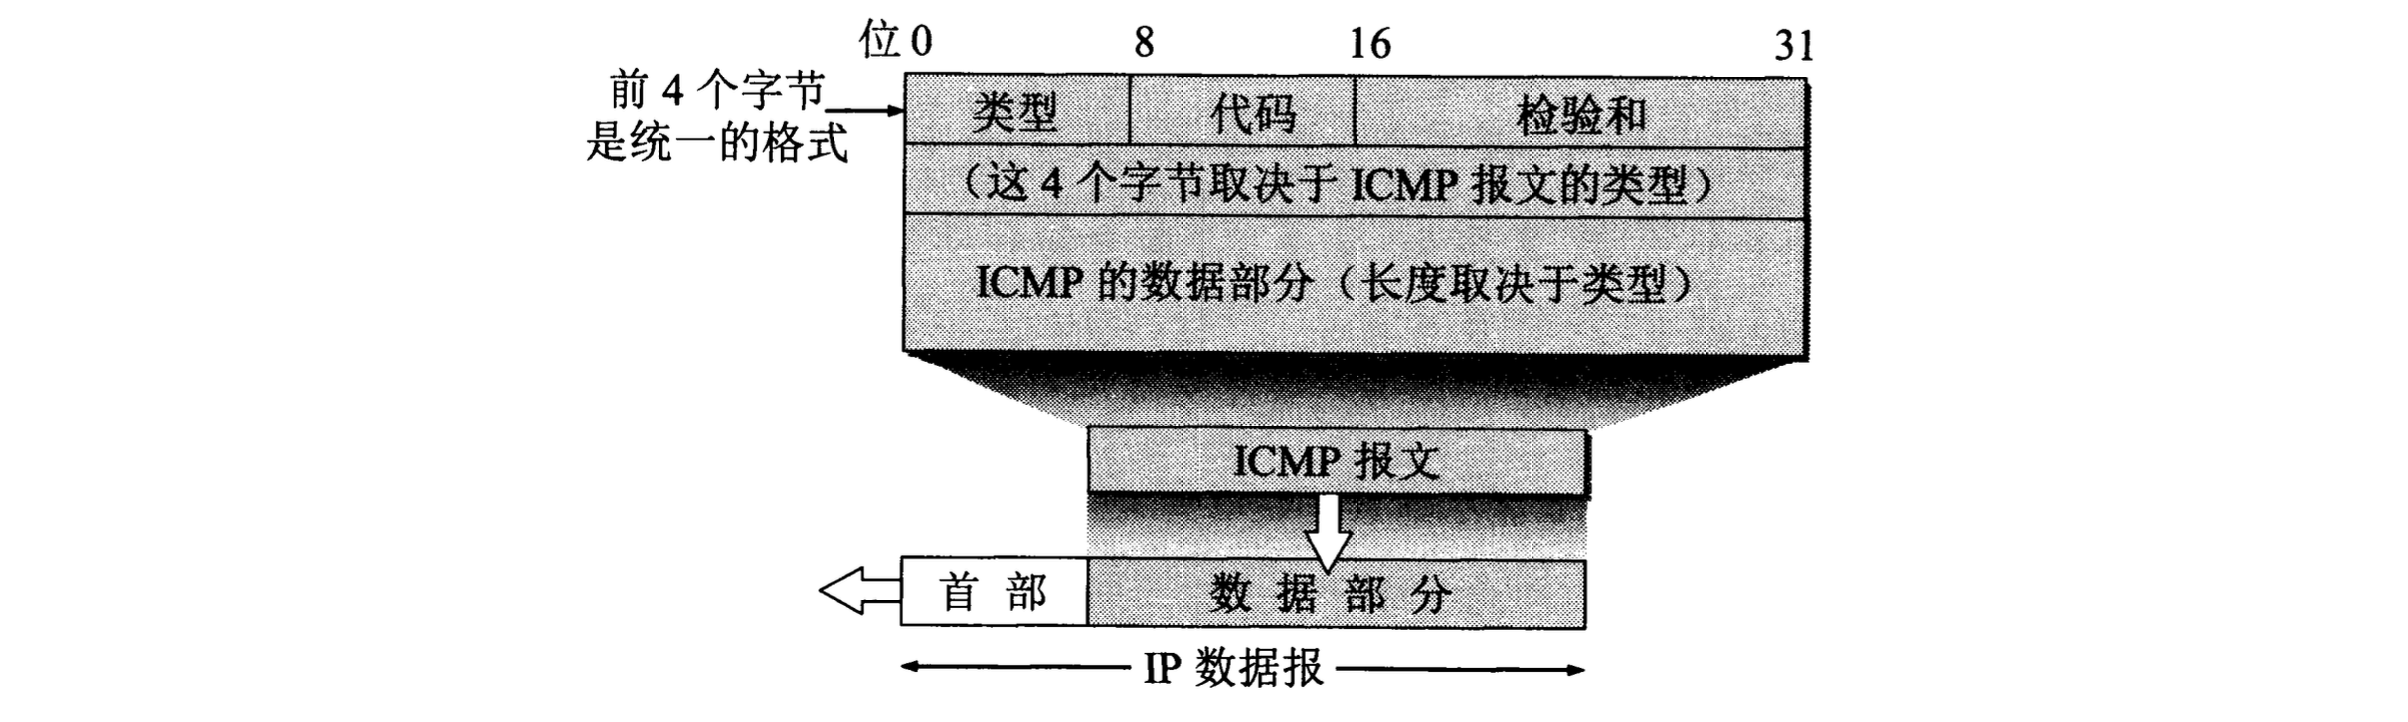 位 0 8 16 31
前 4 个字节
是统一的格式
类型 代码 检验和
（这 4 个字节取决于 ICMP 报文的类型）
ICMP 的数据部分（长度取决于类型）
ICMP 报文
首部 数据部分
IP 数据报